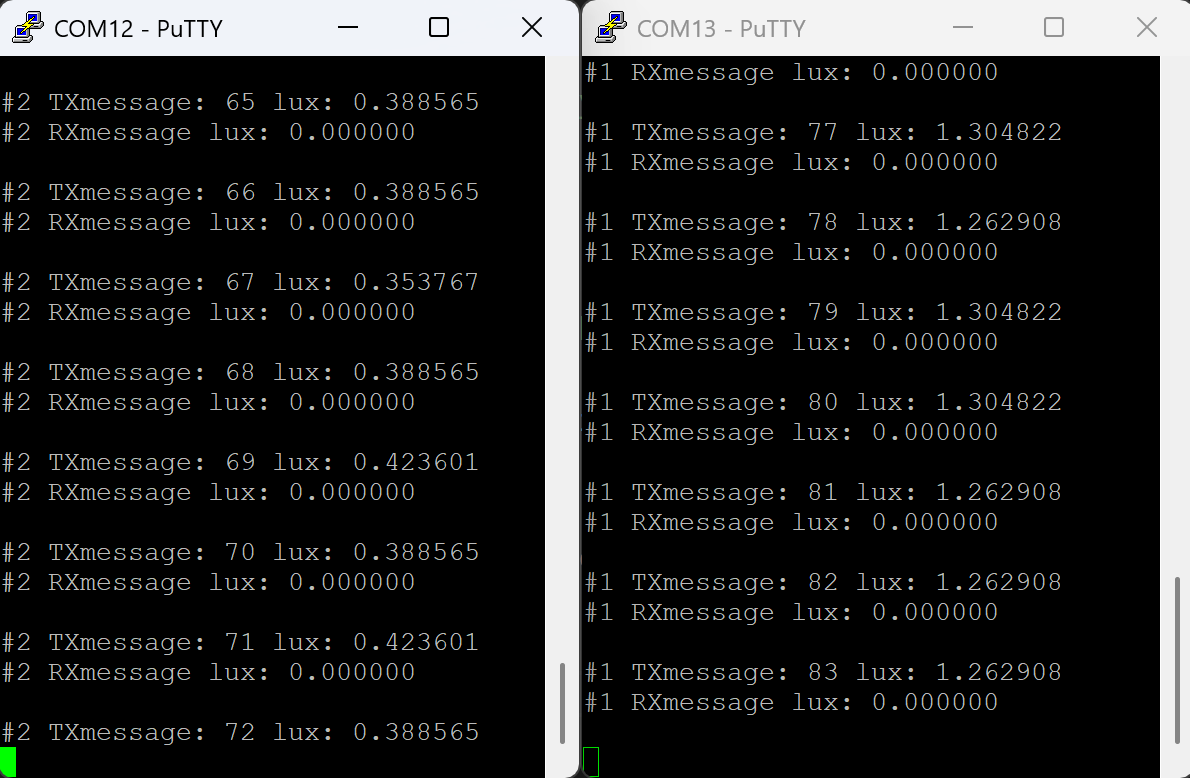 COM12 - PuTTY
#2 TXmessage: 65 lux: 0.388565
#2 RXmessage lux: 0.000000
#2 TXmessage: 66 lux: 0.388565
#2 RXmessage lux: 0.000000
#2 TXmessage: 67 lux: 0.353767
#2 RXmessage lux: 0.000000
#2 TXmessage: 68 lux: 0.388565
#2 RXmessage lux: 0.000000
#2 TXmessage: 69 lux: 0.423601
#2 RXmessage lux: 0.000000
#2 TXmessage: 70 lux: 0.388565
#2 RXmessage lux: 0.000000
#2 TXmessage: 71 lux: 0.423601
#2 RXmessage lux: 0.000000
#2 TXmessage: 72 lux: 0.388565
COM13 - PuTTY
#1 RXmessage lux: 0.000000
#1 TXmessage: 77 lux: 1.304822
#1 RXmessage lux: 0.000000
#1 TXmessage: 78 lux: 1.262908
#1 RXmessage lux: 0.000000
#1 TXmessage: 79 lux: 1.304822
#1 RXmessage lux: 0.000000
#1 TXmessage: 80 lux: 1.304822
#1 RXmessage lux: 0.000000
#1 TXmessage: 81 lux: 1.262908
#1 RXmessage lux: 0.000000
#1 TXmessage: 82 lux: 1.262908
#1 RXmessage lux: 0.000000
#1 TXmessage: 83 lux: 1.262908
#1 RXmessage lux: 0.000000